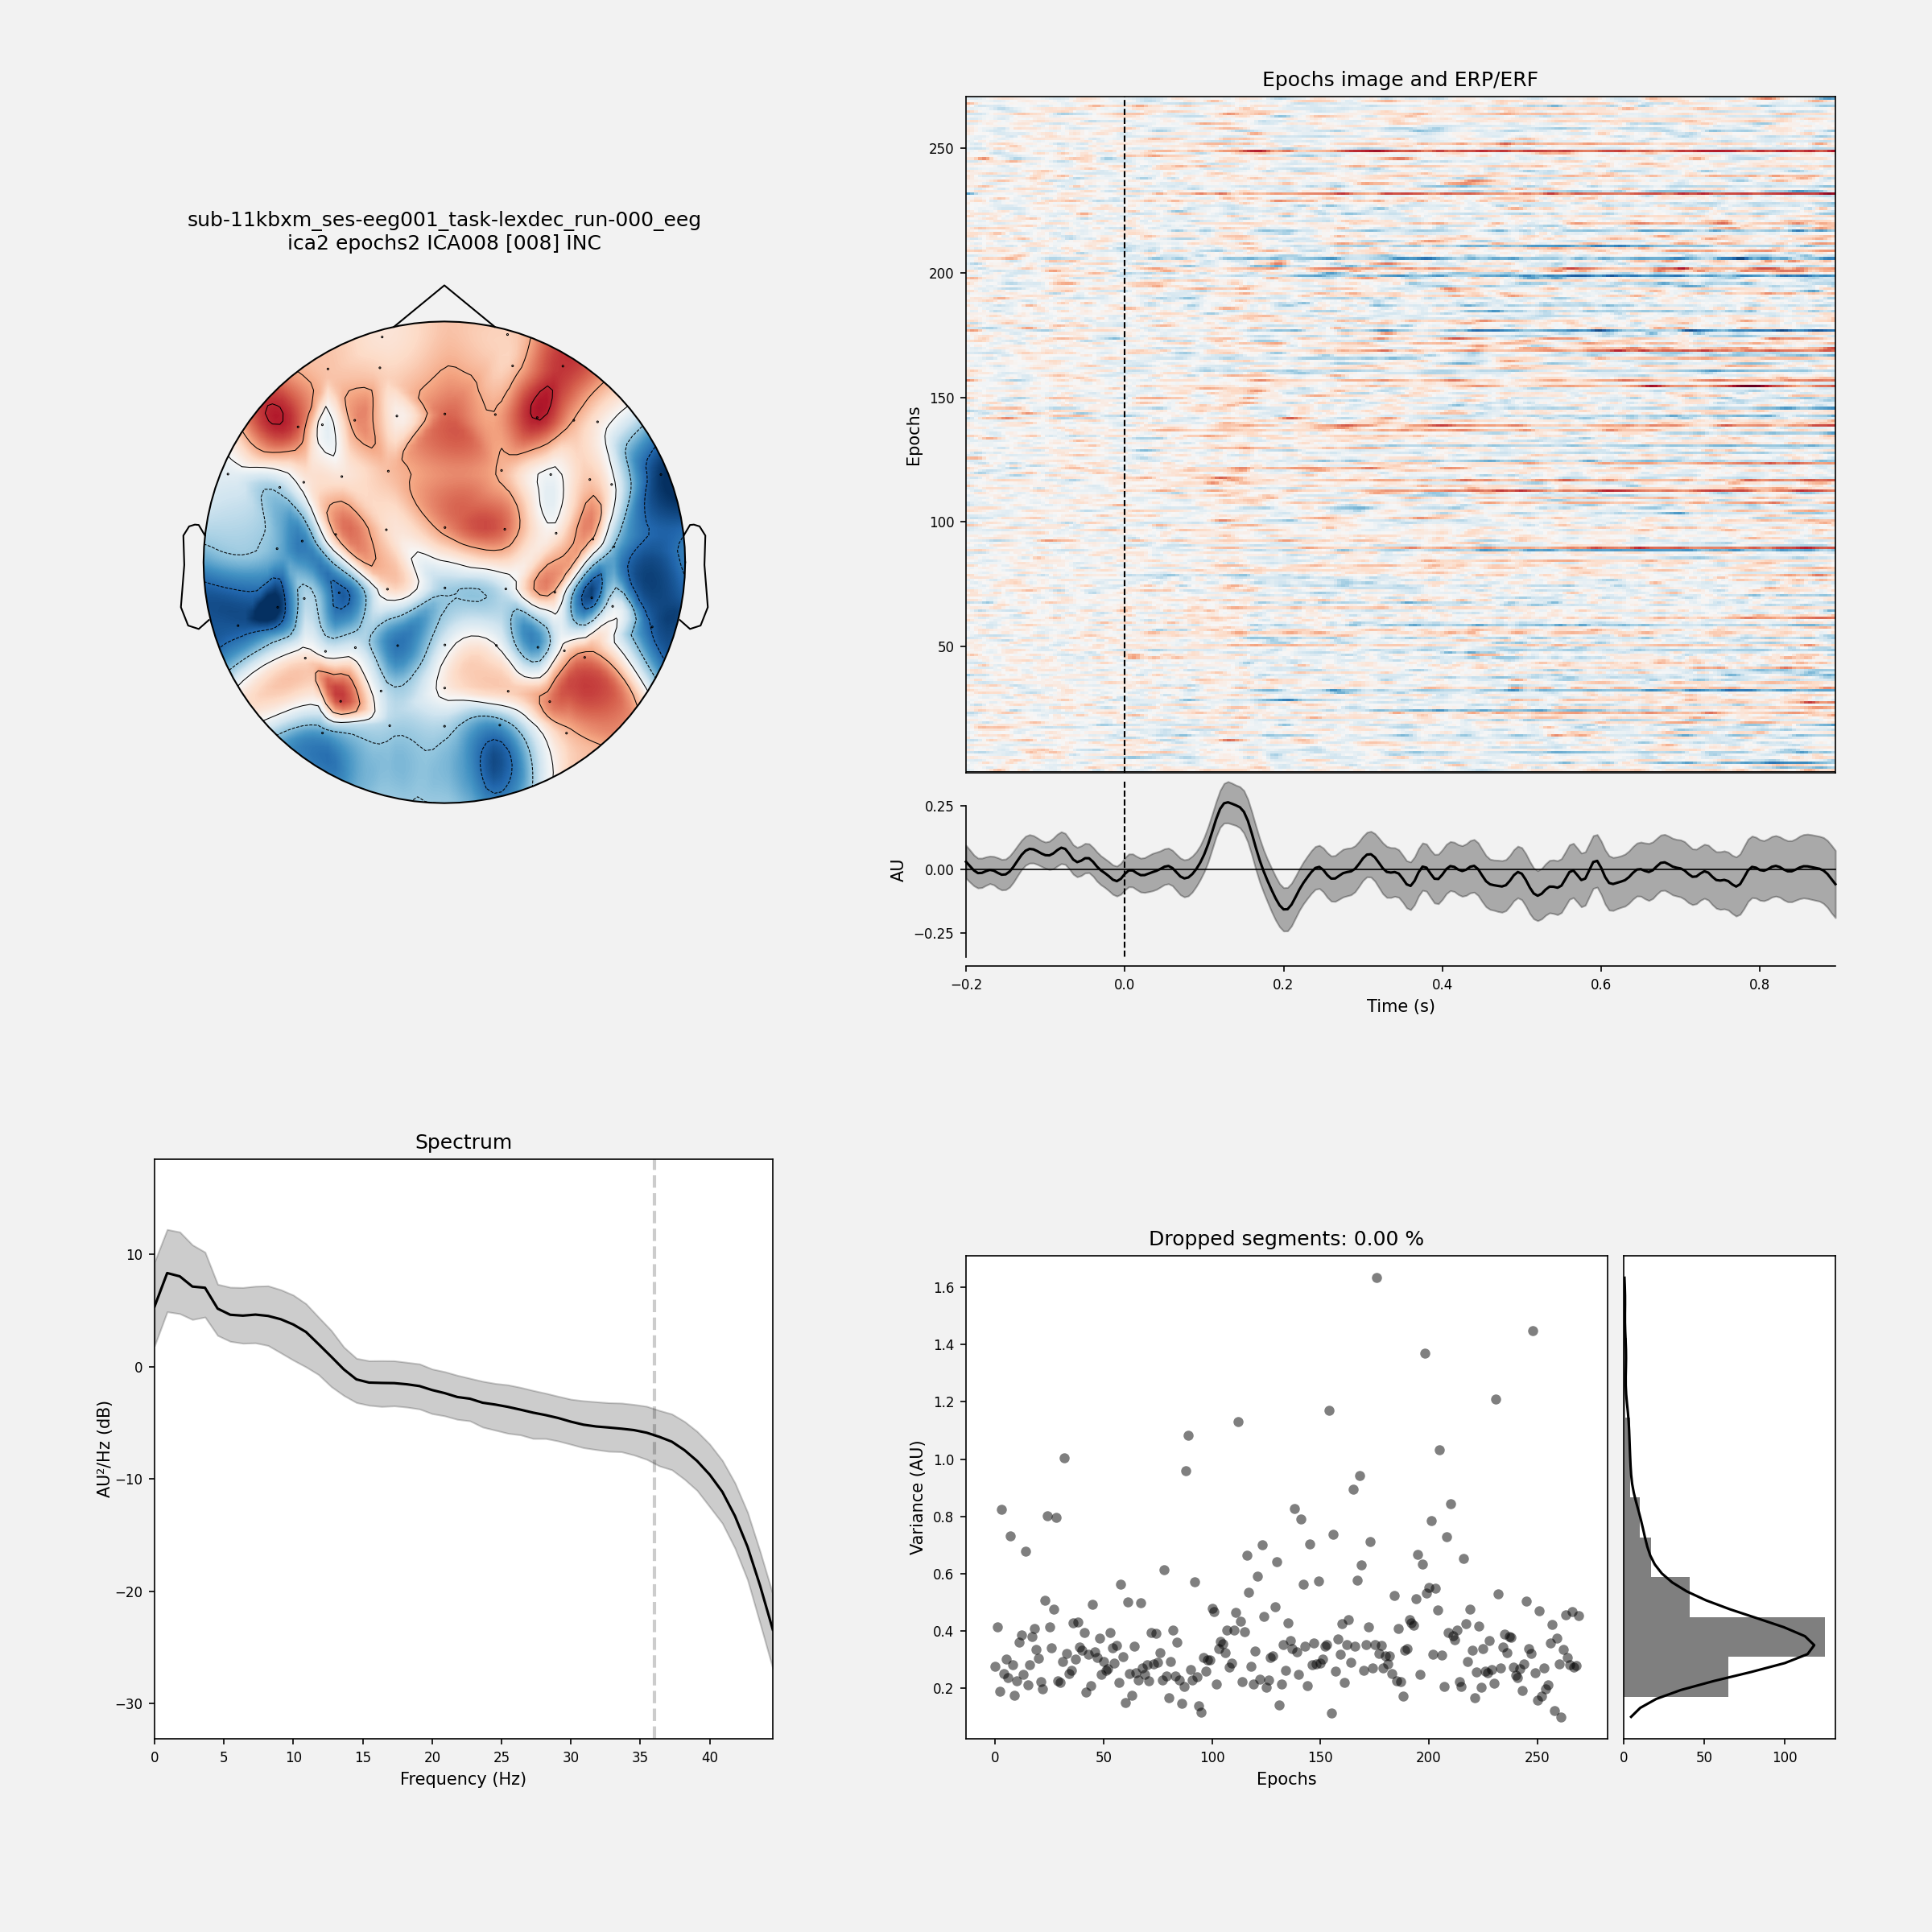 sub-11kbxm_ses-eeg001_task-lexdec_run-000_eeg
ica2 epochs2 ICA008 [008] INC
Epochs image and ERP/ERF
Epochs
250
200
150
100
50
AU
0.25
0.00
−0.25
−0.2 0.0 0.2 0.4 0.6 0.8
Time (s)
Spectrum
AU²/Hz (dB)
10
0
−10
−20
−30
0 5 10 15 20 25 30 35 40
Frequency (Hz)
Dropped segments: 0.00 %
Variance (AU)
1.6
1.4
1.2
1.0
0.8
0.6
0.4
0.2
0 50 100 150 200 250
Epochs
0 50 100